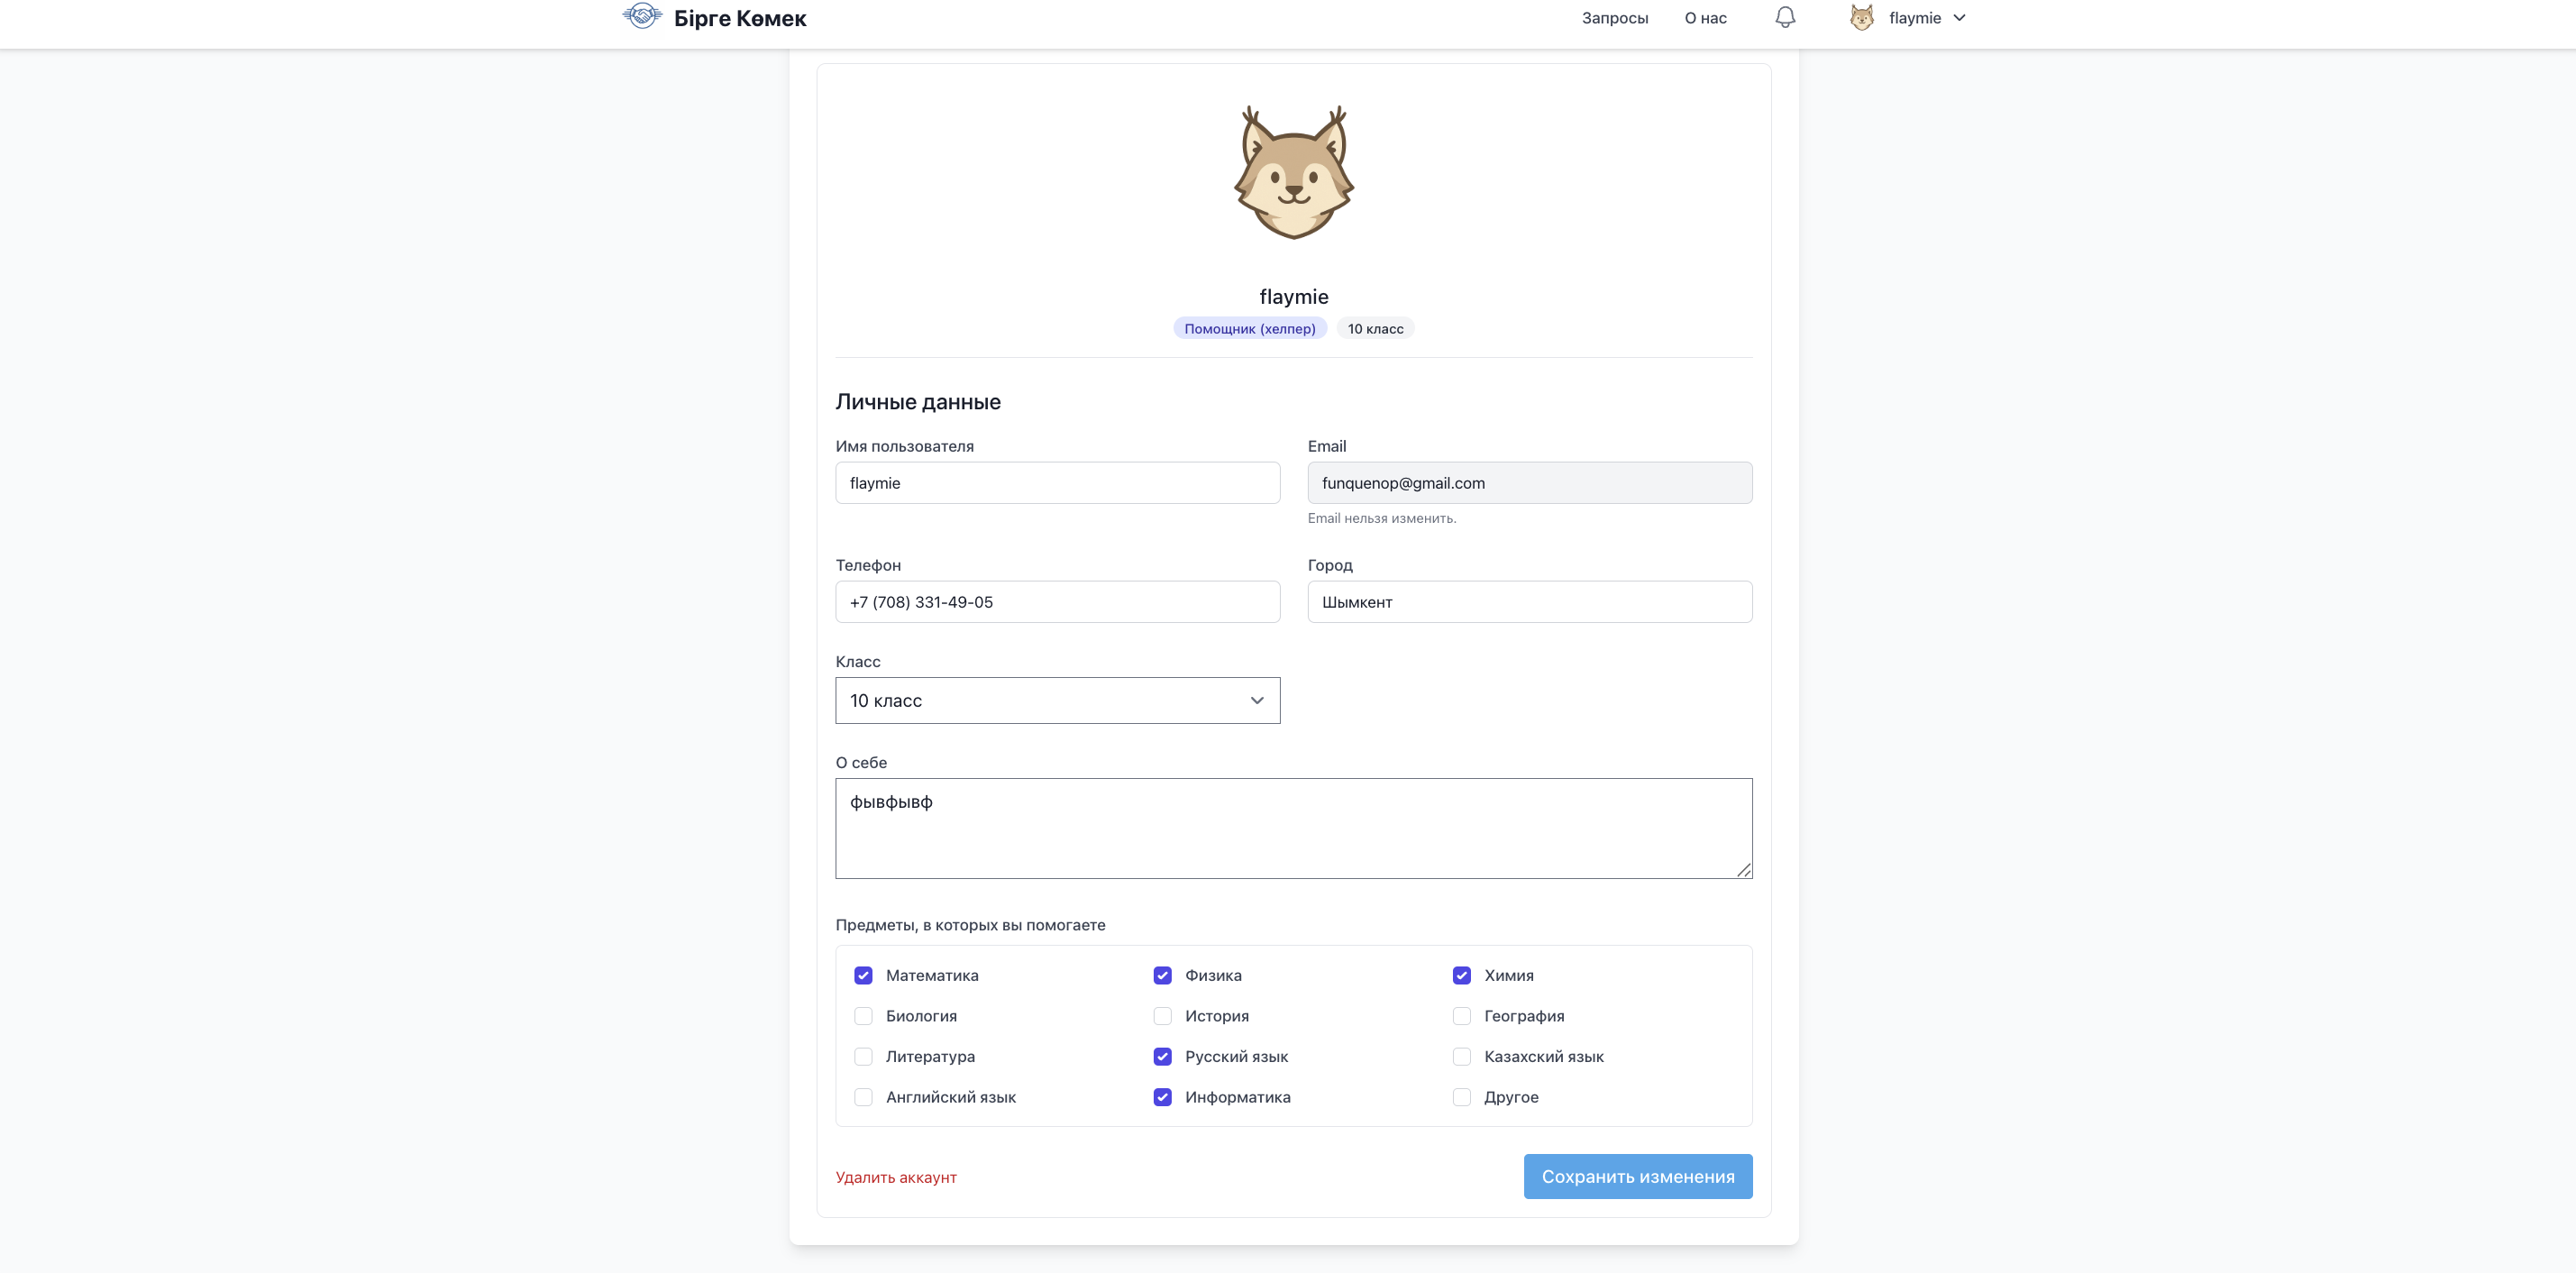 Бірге Көмек
Запросы
О нас
flaymie
flaymie
Помощник (хелпер)
10 класс
Личные данные
Имя пользователя
Email
flaymie
funquenop@gmail.com
Email нельзя изменить.
Телефон
Город
+7 (708) 331-49-05
Шымкент
Класс
10 класс
О себе
фывфывф
Предметы, в которых вы помогаете
Математика
Физика
Химия
Биология
История
География
Литература
Русский язык
Казахский язык
Английский язык
Информатика
Другое
Удалить аккаунт
Сохранить изменения